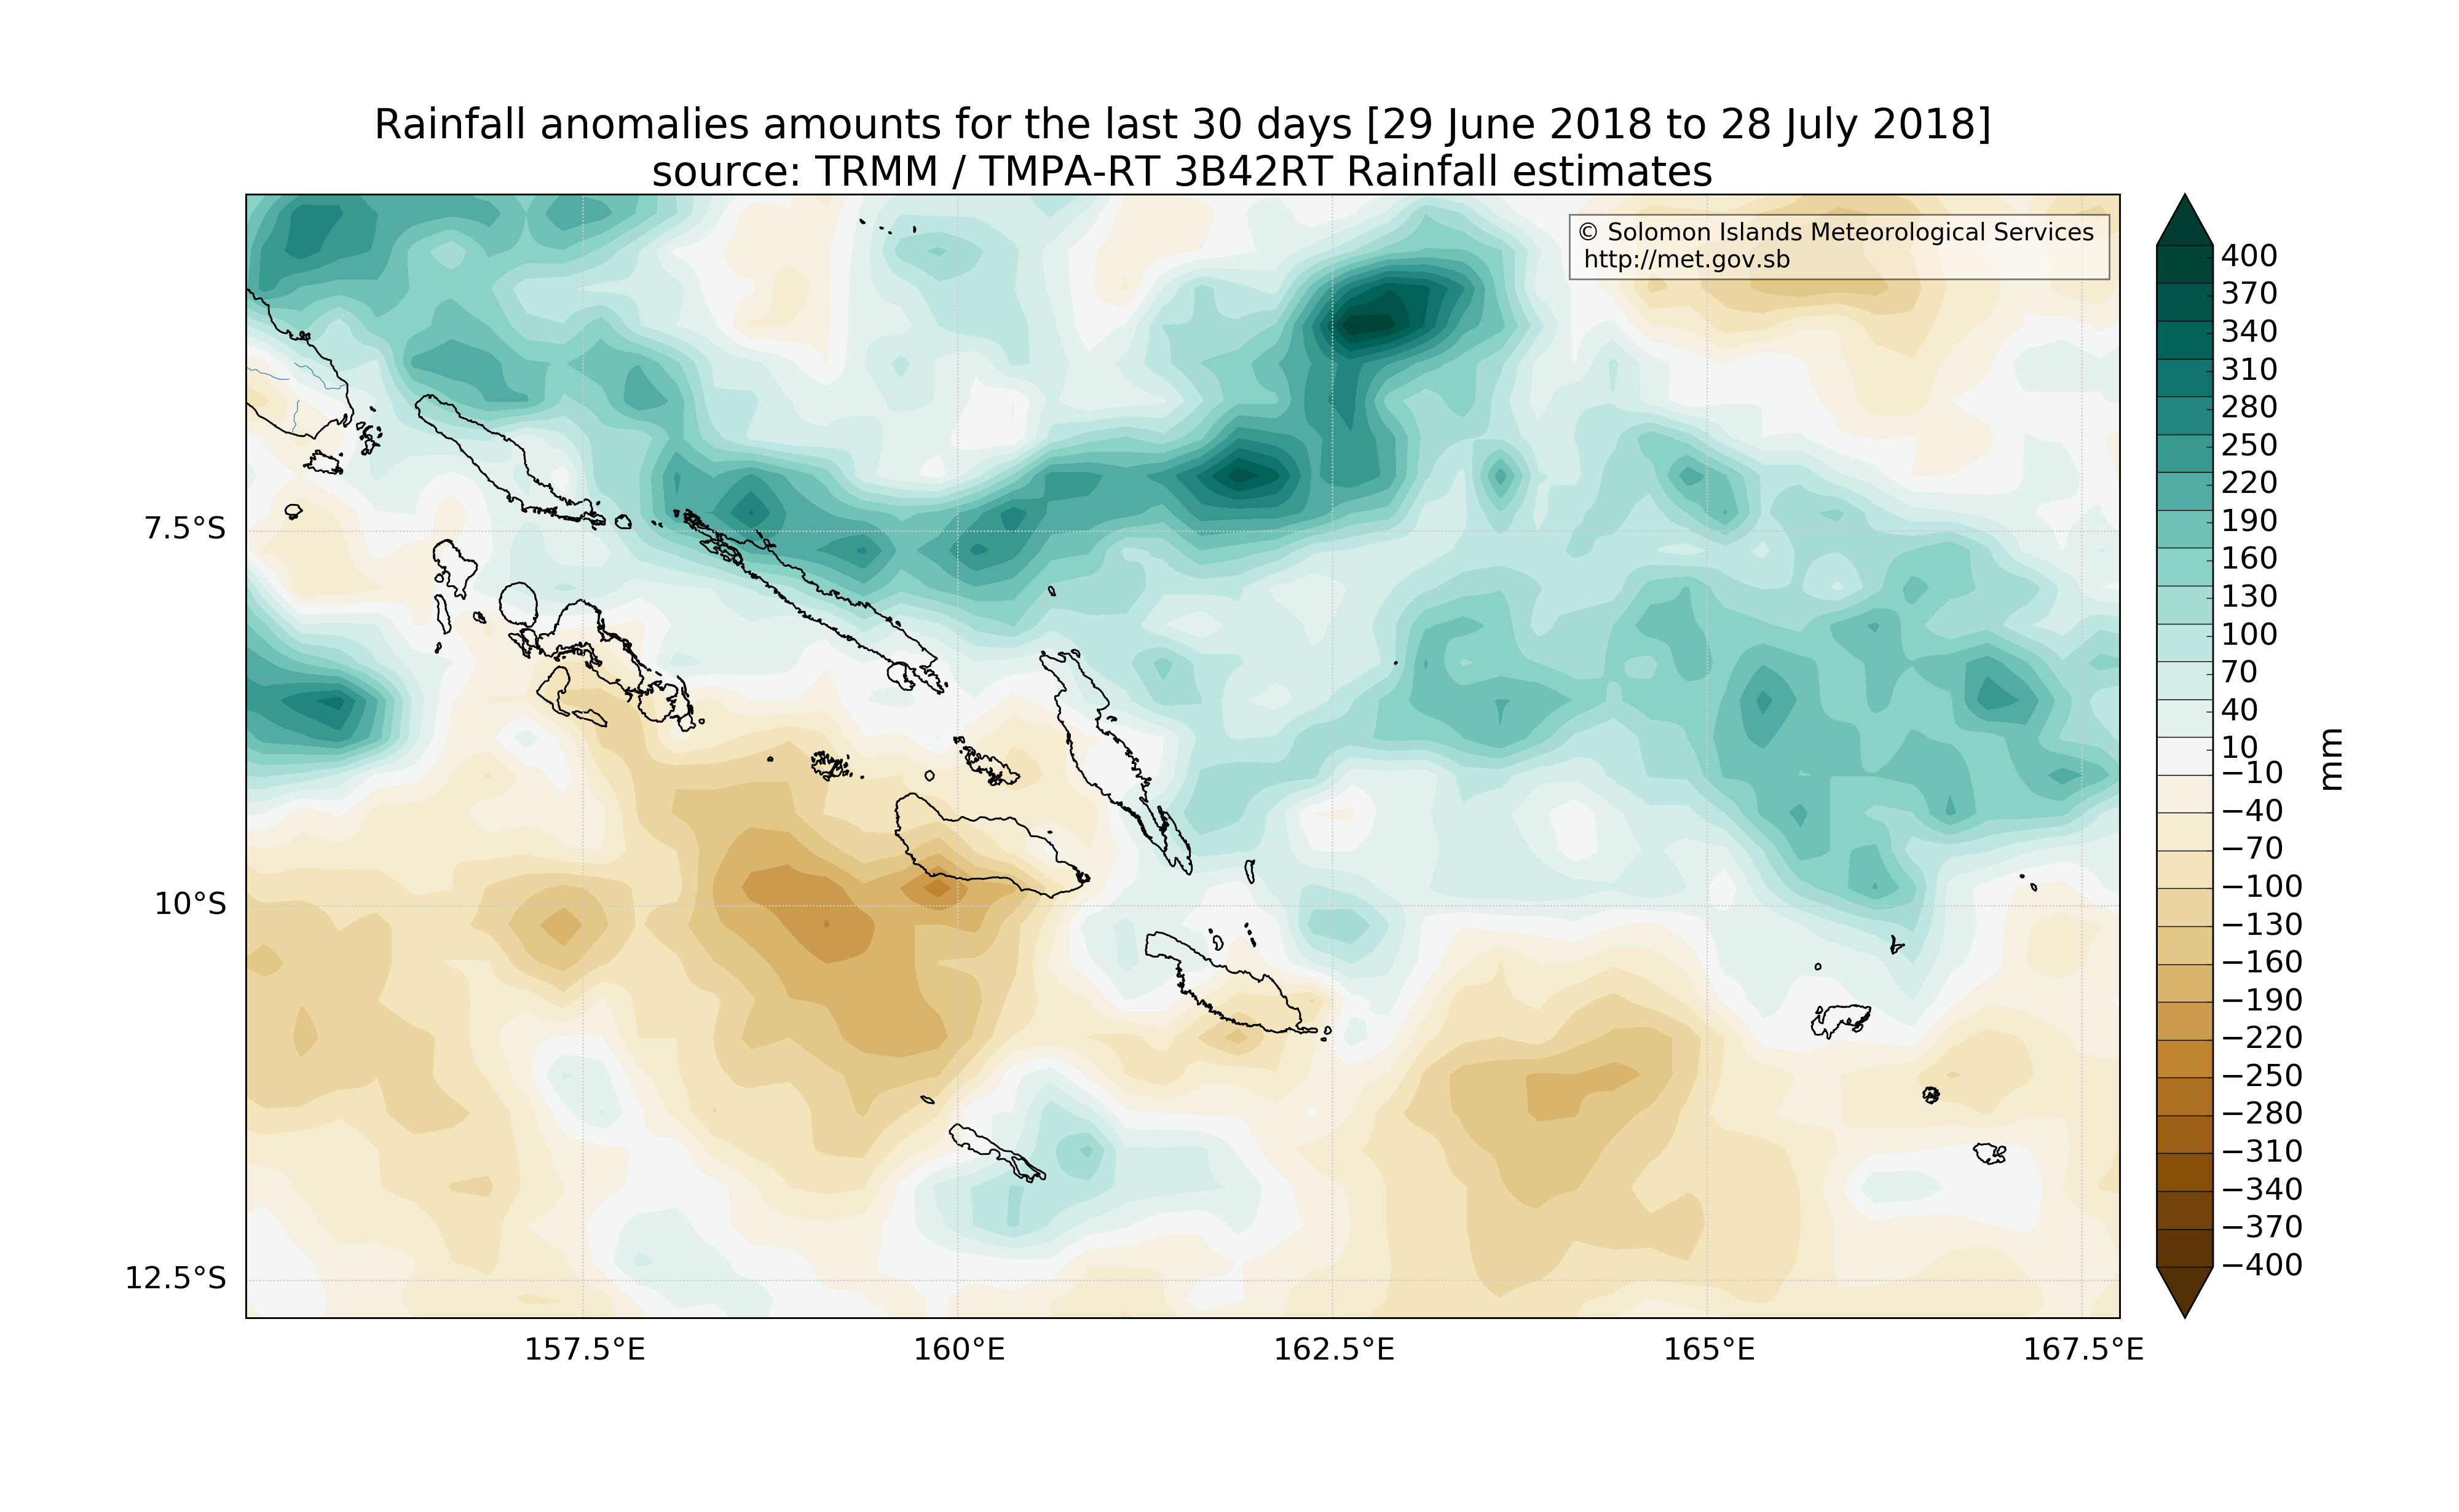 Rainfall anomalies amounts for the last 30 days [29 June 2018 to 28 July 2018]
source: TRMM / TMPA-RT 3B42RT Rainfall estimates
© Solomon Islands Meteorological Services
http://met.gov.sb
7.5°S
10°S
12.5°S
157.5°E
160°E
162.5°E
165°E
167.5°E
400
370
340
310
280
250
220
190
160
130
100
70
40
10
−10
−40
−70
−100
−130
−160
−190
−220
−250
−280
−310
−340
−370
−400
mm